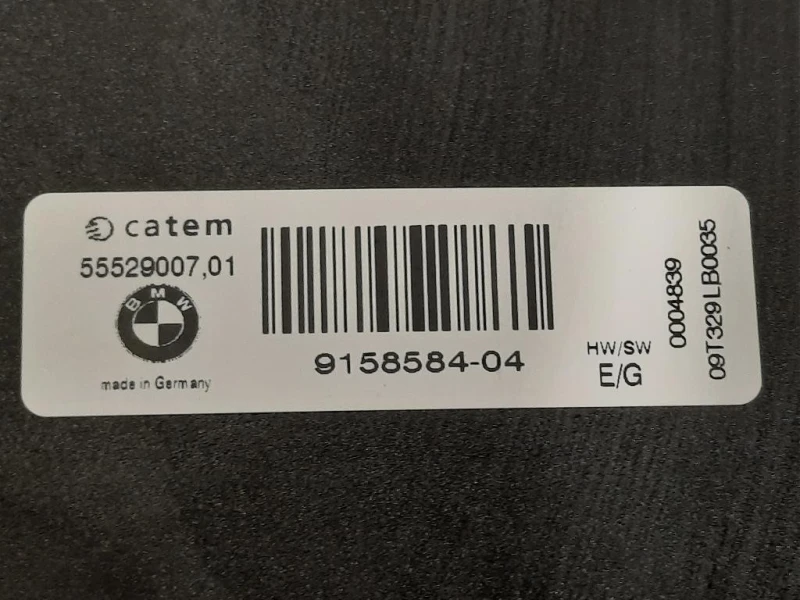 catem
55529007,01
BMW
made in Germany
9158584-04
HW/SW
E/G
0004839
09T329LB0035